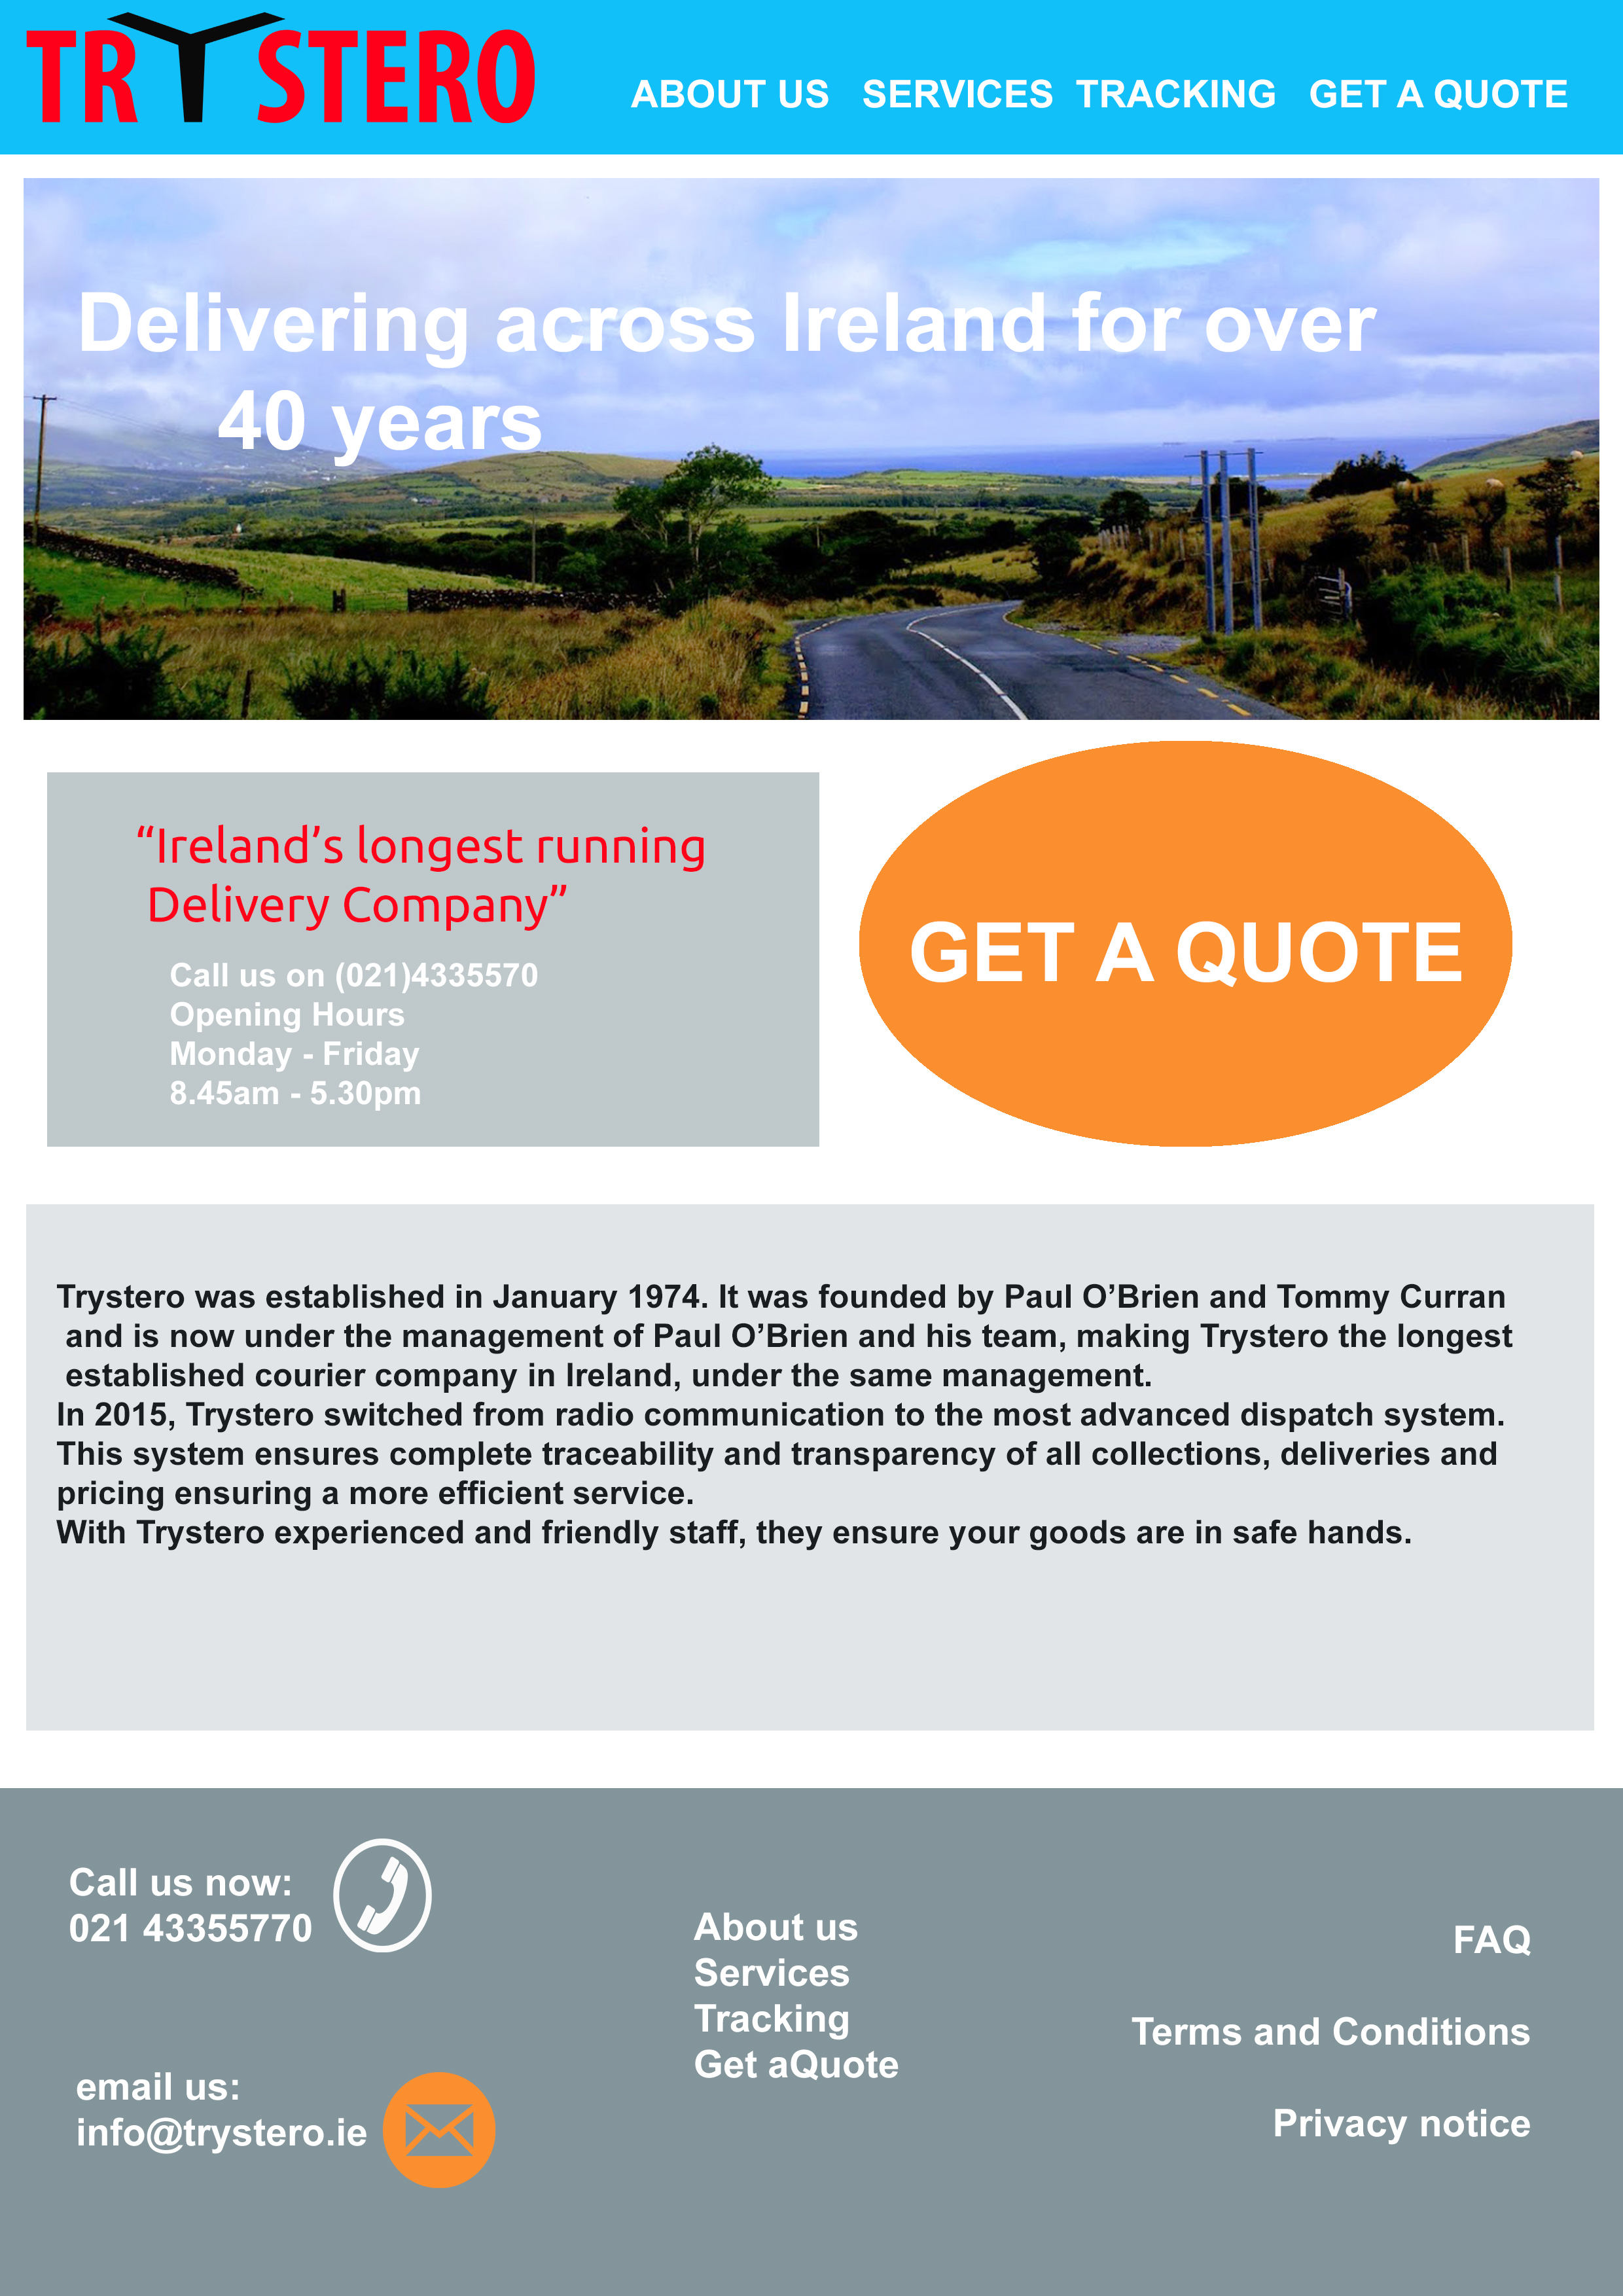 TRYSTERO
ABOUT US SERVICES TRACKING GET A QUOTE
Delivering across Ireland for over
40 years
“Ireland’s longest running
Delivery Company”
Call us on (021)4335570
Opening Hours
Monday - Friday
8.45am - 5.30pm
GET A QUOTE
Trystero was established in January 1974. It was founded by Paul O’Brien and Tommy Curran
and is now under the management of Paul O’Brien and his team, making Trystero the longest
established courier company in Ireland, under the same management.
In 2015, Trystero switched from radio communication to the most advanced dispatch system.
This system ensures complete traceability and transparency of all collections, deliveries and
pricing ensuring a more efficient service.
With Trystero experienced and friendly staff, they ensure your goods are in safe hands.
Call us now:
021 43355770
email us:
info@trystero.ie
About us
Services
Tracking
Get aQuote
FAQ
Terms and Conditions
Privacy notice